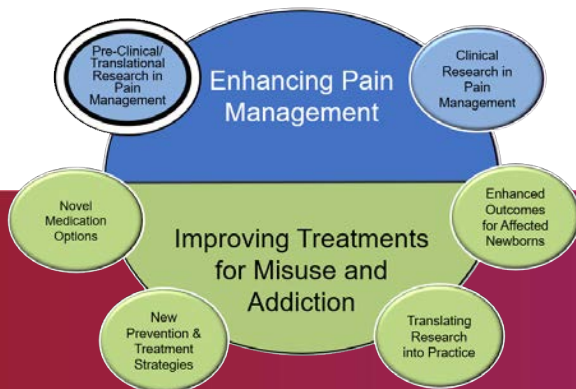 Pre-Clinical/
Translational
Research in
Pain
Management
Enhancing Pain
Management
Clinical
Research in
Pain
Management
Novel
Medication
Options
Improving Treatments
for Misuse and
Addiction
Enhanced
Outcomes
for Affected
Newborns
New
Prevention &
Treatment
Strategies
Translating
Research
into Practice